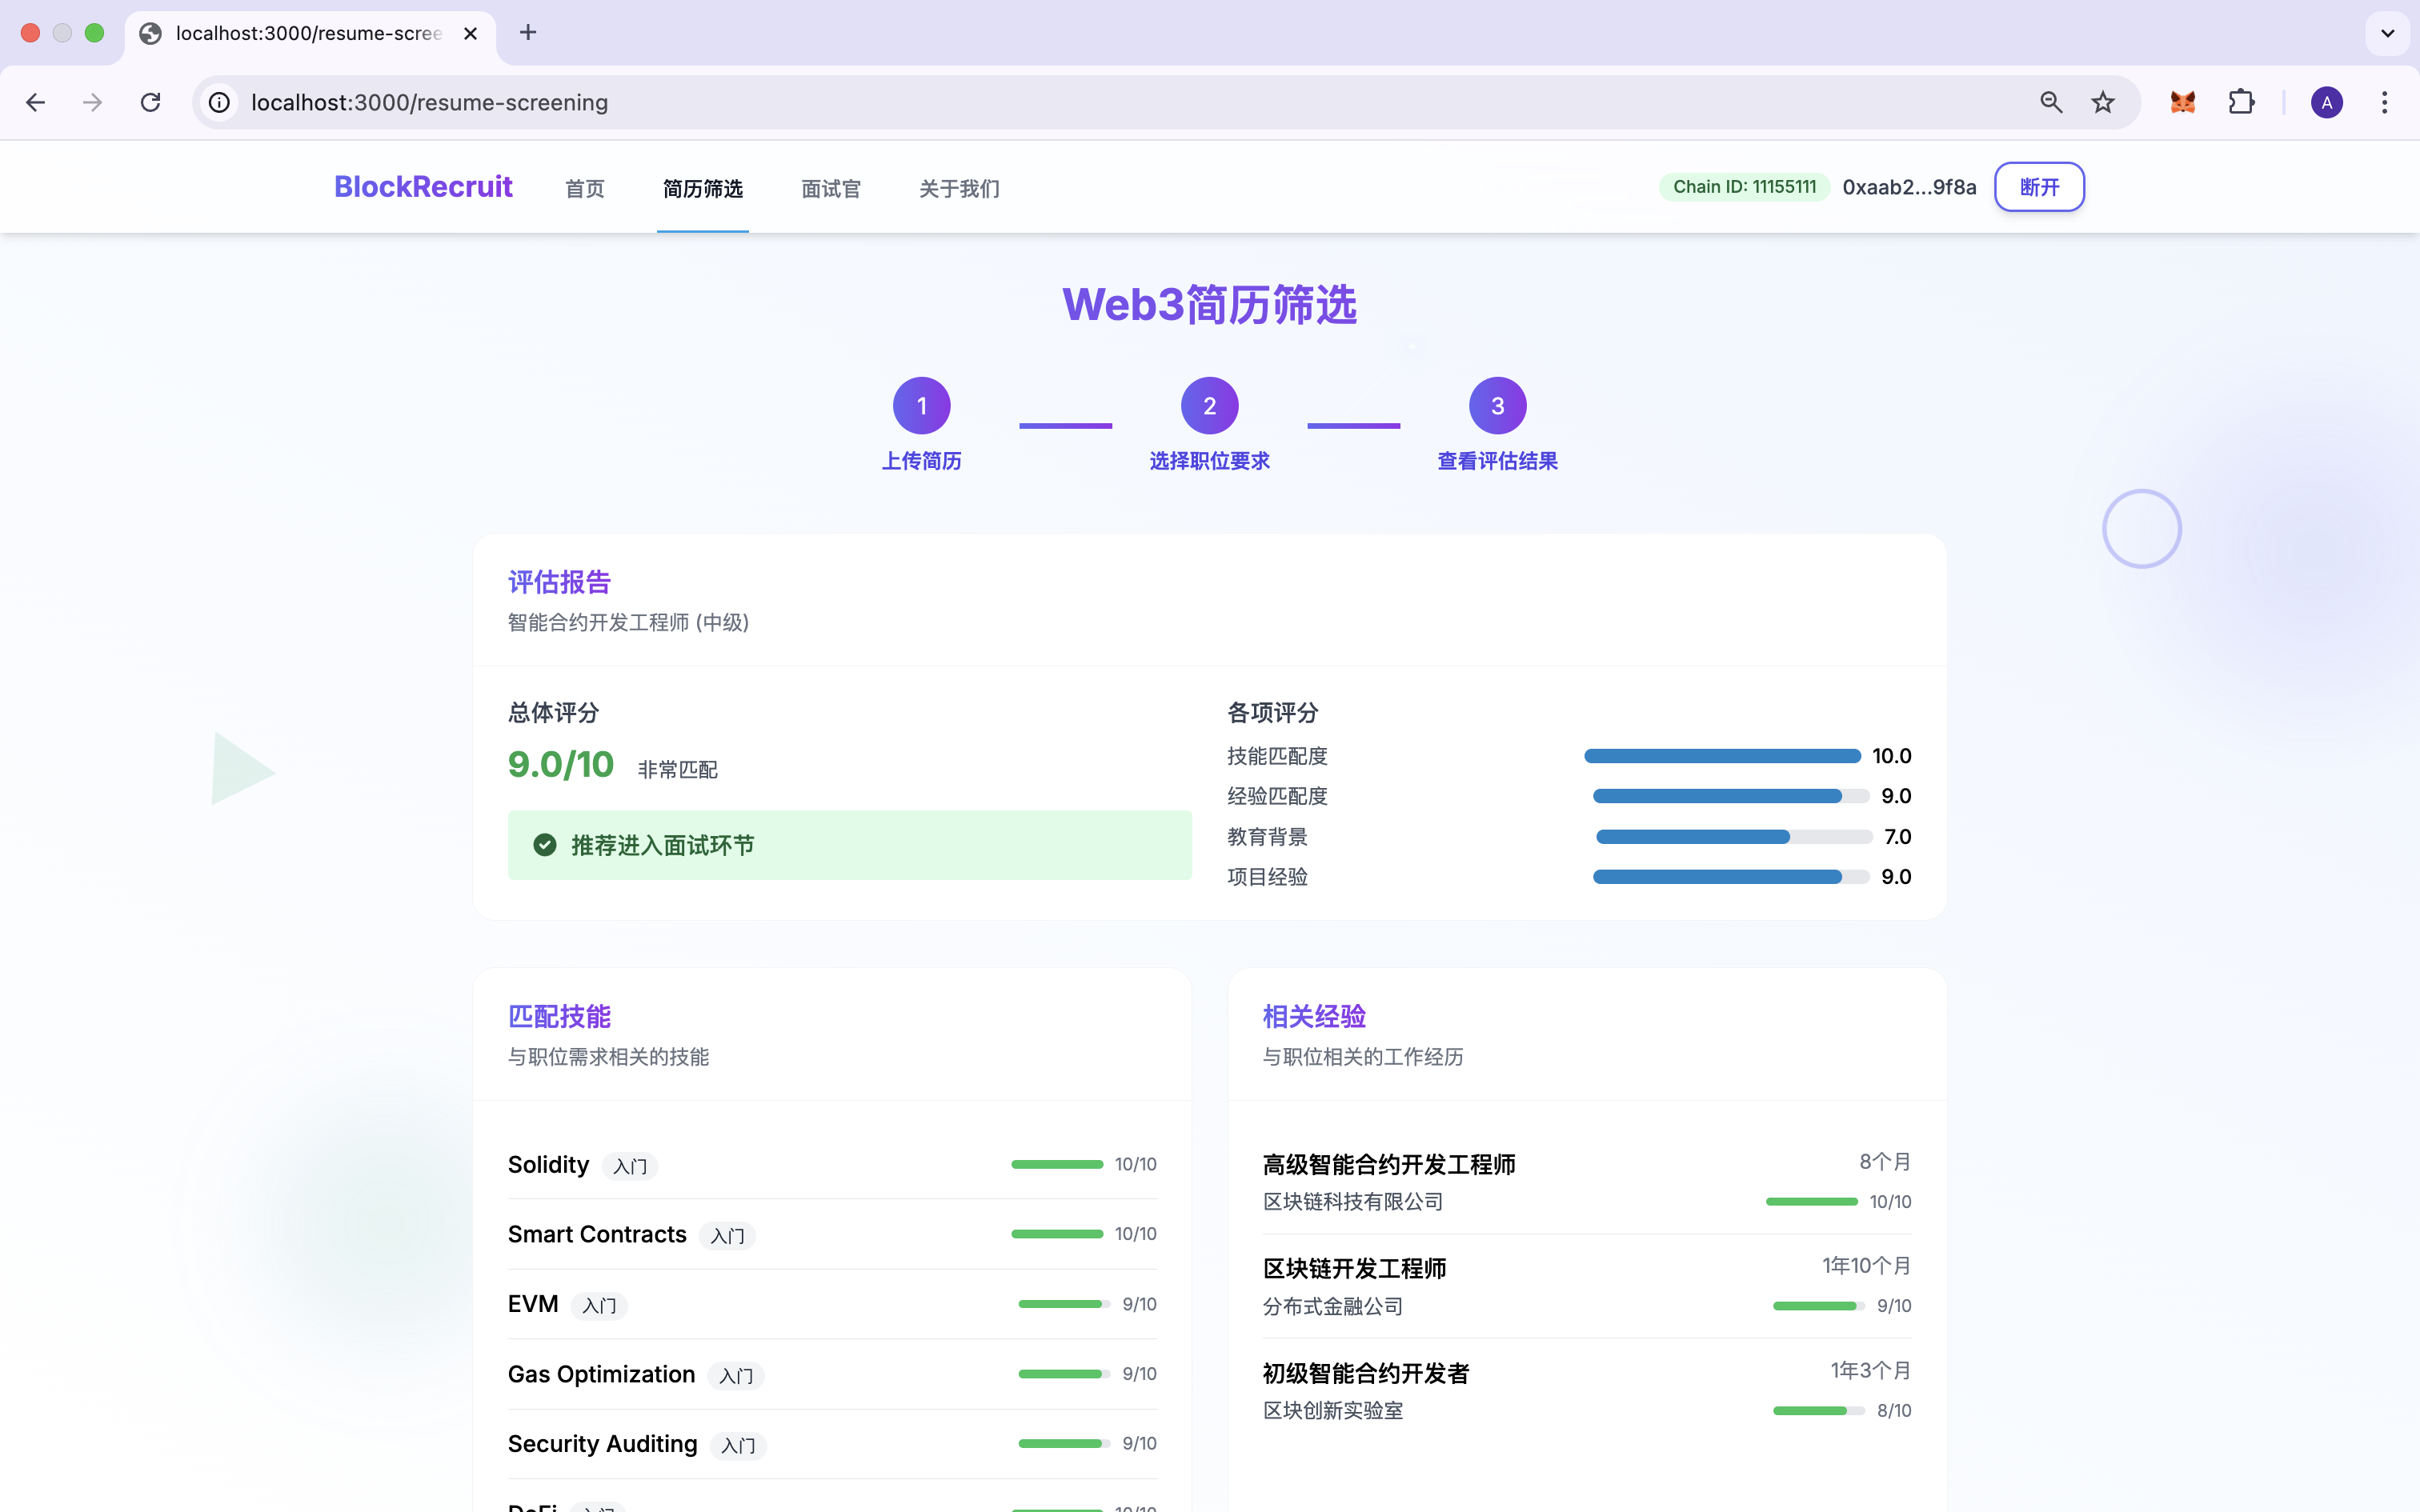 localhost:3000/resume-scree
localhost:3000/resume-screening
A
BlockRecruit 首页 简历筛选 面试官 关于我们 Chain ID: 11155111 0xaab2...9f8a 断开
Web3简历筛选
1 2 3
上传简历 选择职位要求 查看评估结果
评估报告
智能合约开发工程师 (中级)
总体评分
9.0/10 非常匹配
推荐进入面试环节
各项评分
技能匹配度 10.0
经验匹配度 9.0
教育背景 7.0
项目经验 9.0
匹配技能
与职位需求相关的技能
Solidity 入门 10/10
Smart Contracts 入门 10/10
EVM 入门 9/10
Gas Optimization 入门 9/10
Security Auditing 入门 9/10
DeFi 入门 10/10
相关经验
与职位相关的工作经历
高级智能合约开发工程师 8个月
区块链科技有限公司 10/10
区块链开发工程师 1年10个月
分布式金融公司 9/10
初级智能合约开发者 1年3个月
区块创新实验室 8/10